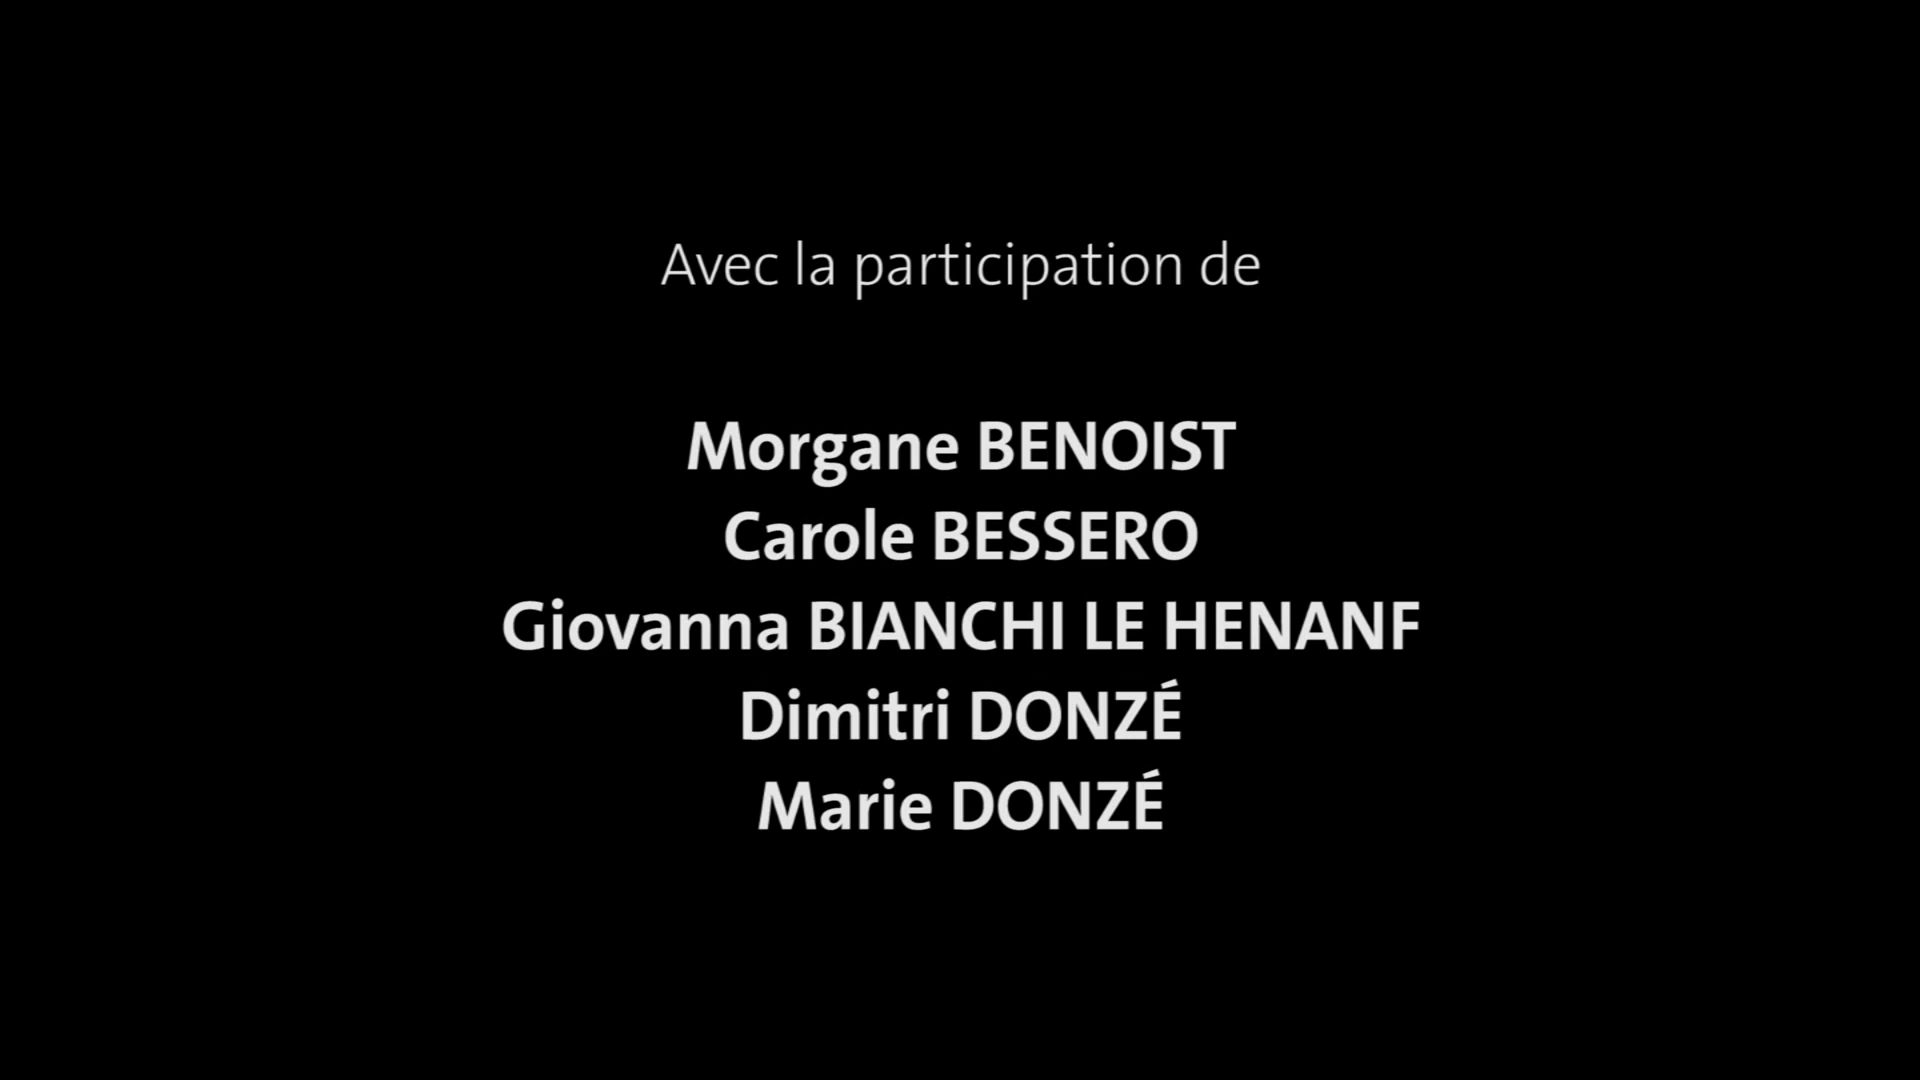 Avec la participation de
Morgane BENOIST
Carole BESSERO
Giovanna BIANCHI LE HENANF
Dimitri DONZÉ
Marie DONZÉ